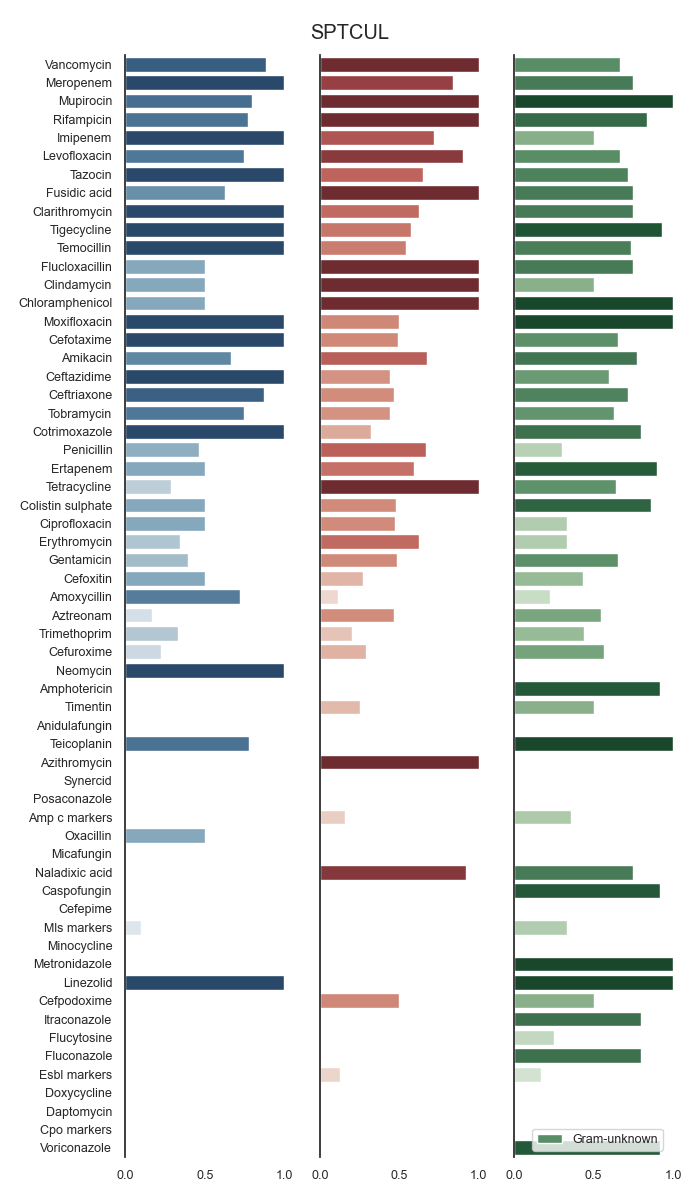 SPTCUL
Vancomycin
Meropenem
Mupirocin
Rifampicin
Imipenem
Levofloxacin
Tazocin
Fusidic acid
Clarithromycin
Tigecycline
Temocillin
Flucloxacillin
Clindamycin
Chloramphenicol
Moxifloxacin
Cefotaxime
Amikacin
Ceftazidime
Ceftriaxone
Tobramycin
Cotrimoxazole
Penicillin
Ertapenem
Tetracycline
Colistin sulphate
Ciprofloxacin
Erythromycin
Gentamicin
Cefoxitin
Amoxycillin
Aztreonam
Trimethoprim
Cefuroxime
Neomycin
Amphotericin
Timentin
Anidulafungin
Teicoplanin
Azithromycin
Synercid
Posaconazole
Amp c markers
Oxacillin
Micafungin
Naladixic acid
Caspofungin
Cefepime
Mls markers
Minocycline
Metronidazole
Linezolid
Cefpodoxime
Itraconazole
Flucytosine
Fluconazole
Esbl markers
Doxycycline
Daptomycin
Cpo markers
Gram-unknown
Voriconazole
0.0 0.5 1.0 0.0 0.5 1.0 0.0 0.5 1.0